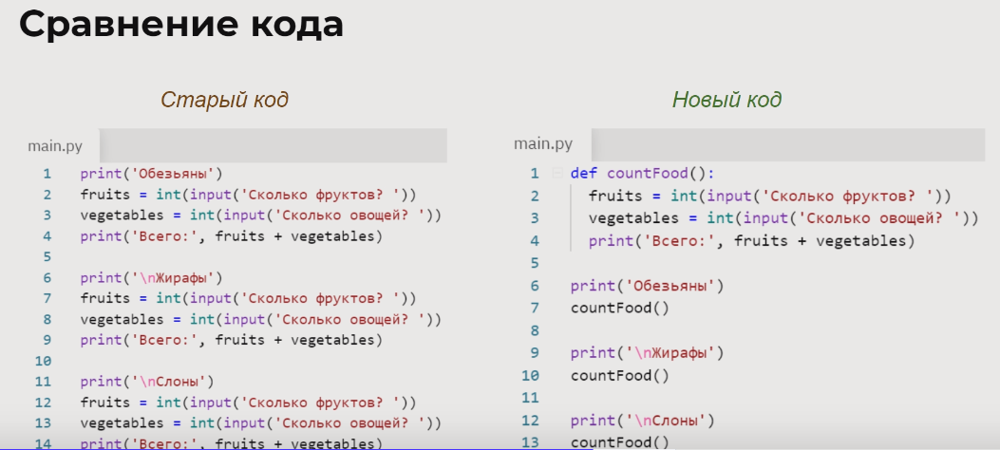 Сравнение кода
Старый код
main.py
1 print('Обезьяны')
2 fruits = int(input('Сколько фруктов? '))
3 vegetables = int(input('Сколько овощей? '))
4 print('Всего:', fruits + vegetables)
5
6 print('\nЖирафы')
7 fruits = int(input('Сколько фруктов? '))
8 vegetables = int(input('Сколько овощей? '))
9 print('Всего:', fruits + vegetables)
10
11 print('\nСлоны')
12 fruits = int(input('Сколько фруктов? '))
13 vegetables = int(input('Сколько овощей? '))
14 print('Всего:', fruits + vegetables)
Новый код
main.py
1 def countFood():
2 fruits = int(input('Сколько фруктов? '))
3 vegetables = int(input('Сколько овощей? '))
4 print('Всего:', fruits + vegetables)
5
6 print('Обезьяны')
7 countFood()
8
9 print('\nЖирафы')
10 countFood()
11
12 print('\nСлоны')
13 countFood()